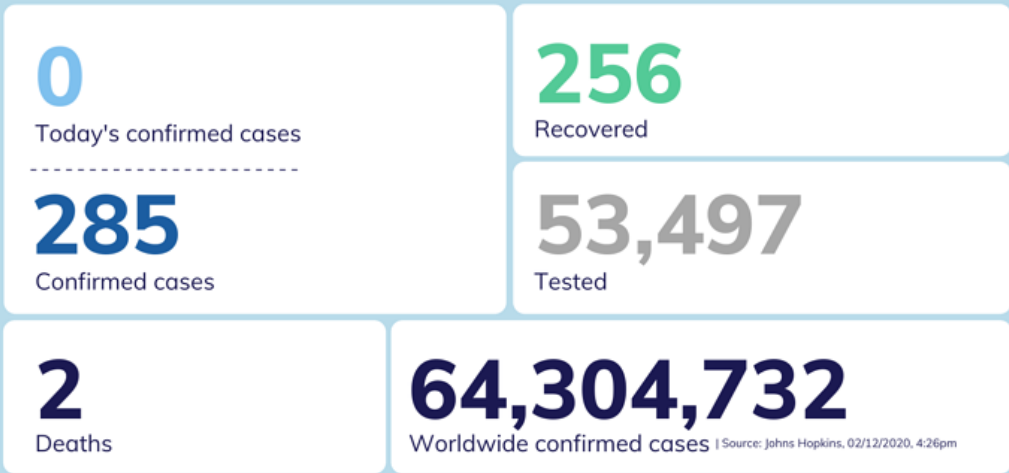 0
Today's confirmed cases
285
Confirmed cases
256
Recovered
53,497
Tested
2
Deaths
64,304,732
Worldwide confirmed cases | Source: Johns Hopkins, 02/12/2020, 4:26pm